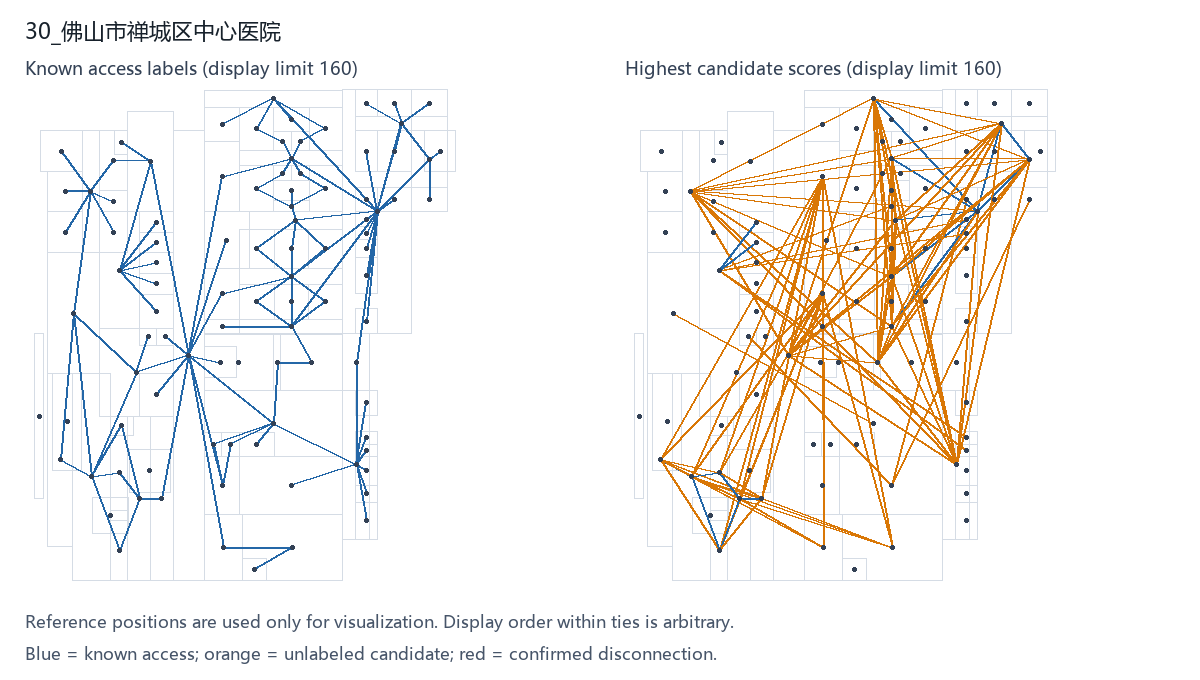 30_佛山市禅城区中心医院
Known access labels (display limit 160)
Highest candidate scores (display limit 160)
Reference positions are used only for visualization. Display order within ties is arbitrary.
Blue = known access; orange = unlabeled candidate; red = confirmed disconnection.